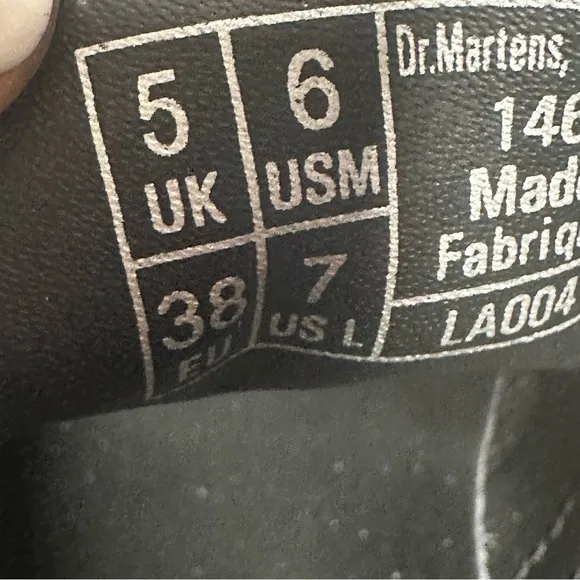 5 UK
6 USM
38 EU
7 US L
Dr.Martens,
146
Mad
Fabriq
LA004